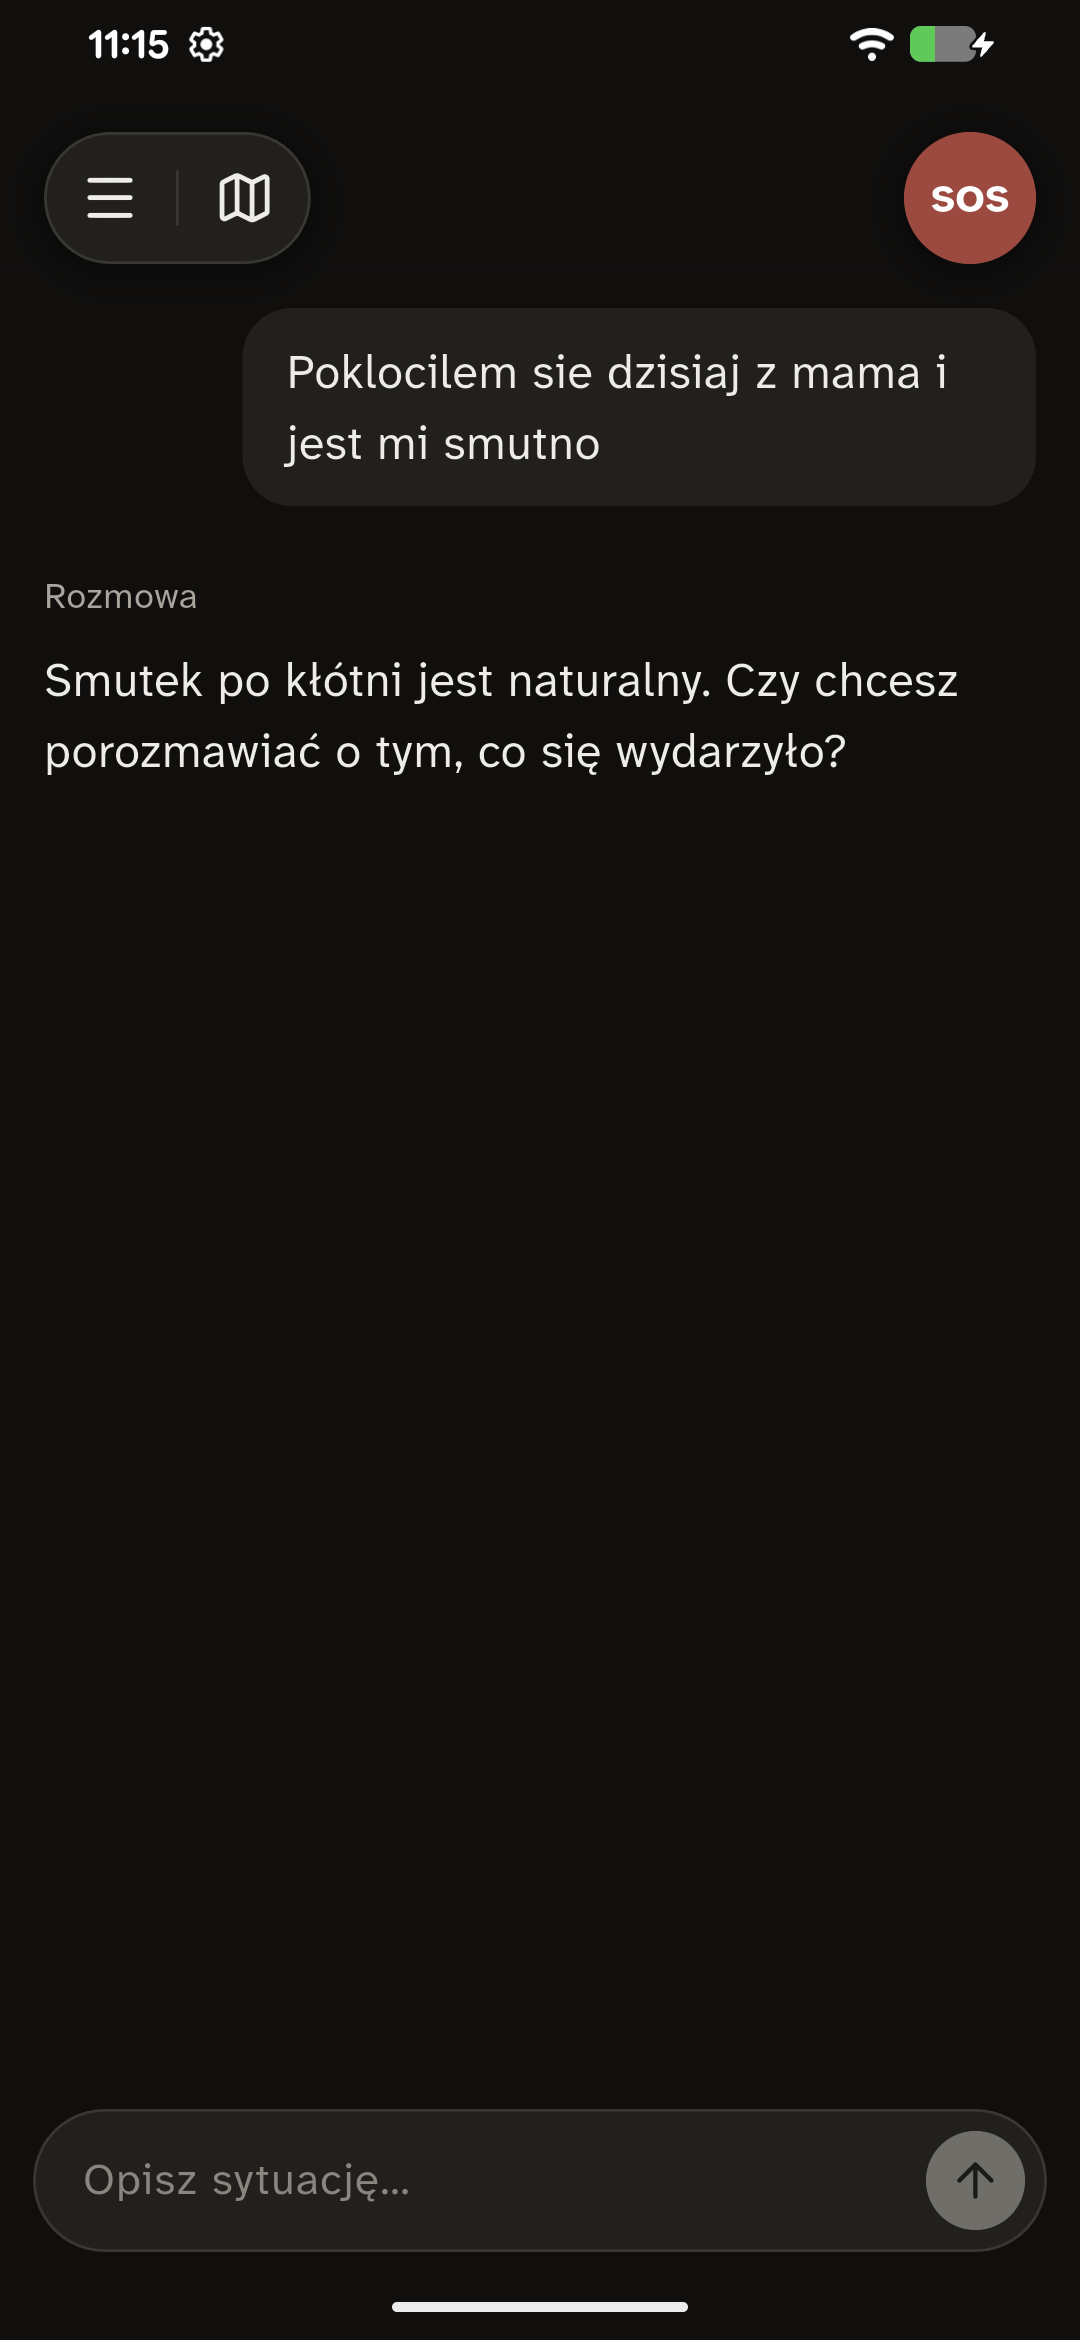 11:15
SOS
Poklocilem sie dzisiaj z mama i
jest mi smutno
Rozmowa
Smutek po kłótni jest naturalny. Czy chcesz
porozmawiać o tym, co się wydarzyło?
Opisz sytuację...